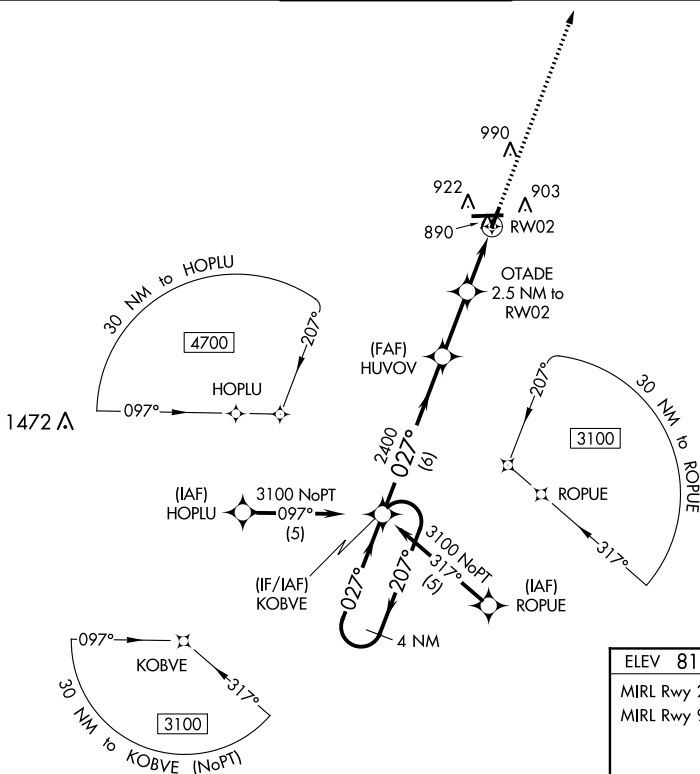 990
922
903
890
RW02
OTADE
2.5 NM to
RW02
30 NM to HOPLU
4700
207°
HOPLU
097°
1472
(FAF)
HUVOV
207°
30 NM to ROPUE
3100
ROPUE
317°
2400
027°
(6)
(IAF)
HOPLU
3100 NoPT
097°
(5)
(IF/IAF)
KOBVE
027°
207°
3100 NoPT
317°
(5)
(IAF)
ROPUE
4 NM
097°
KOBVE
317°
3100
30 NM to KOBVE (NoPT)
ELEV 81
MIRL Rwy 2
MIRL Rwy 9